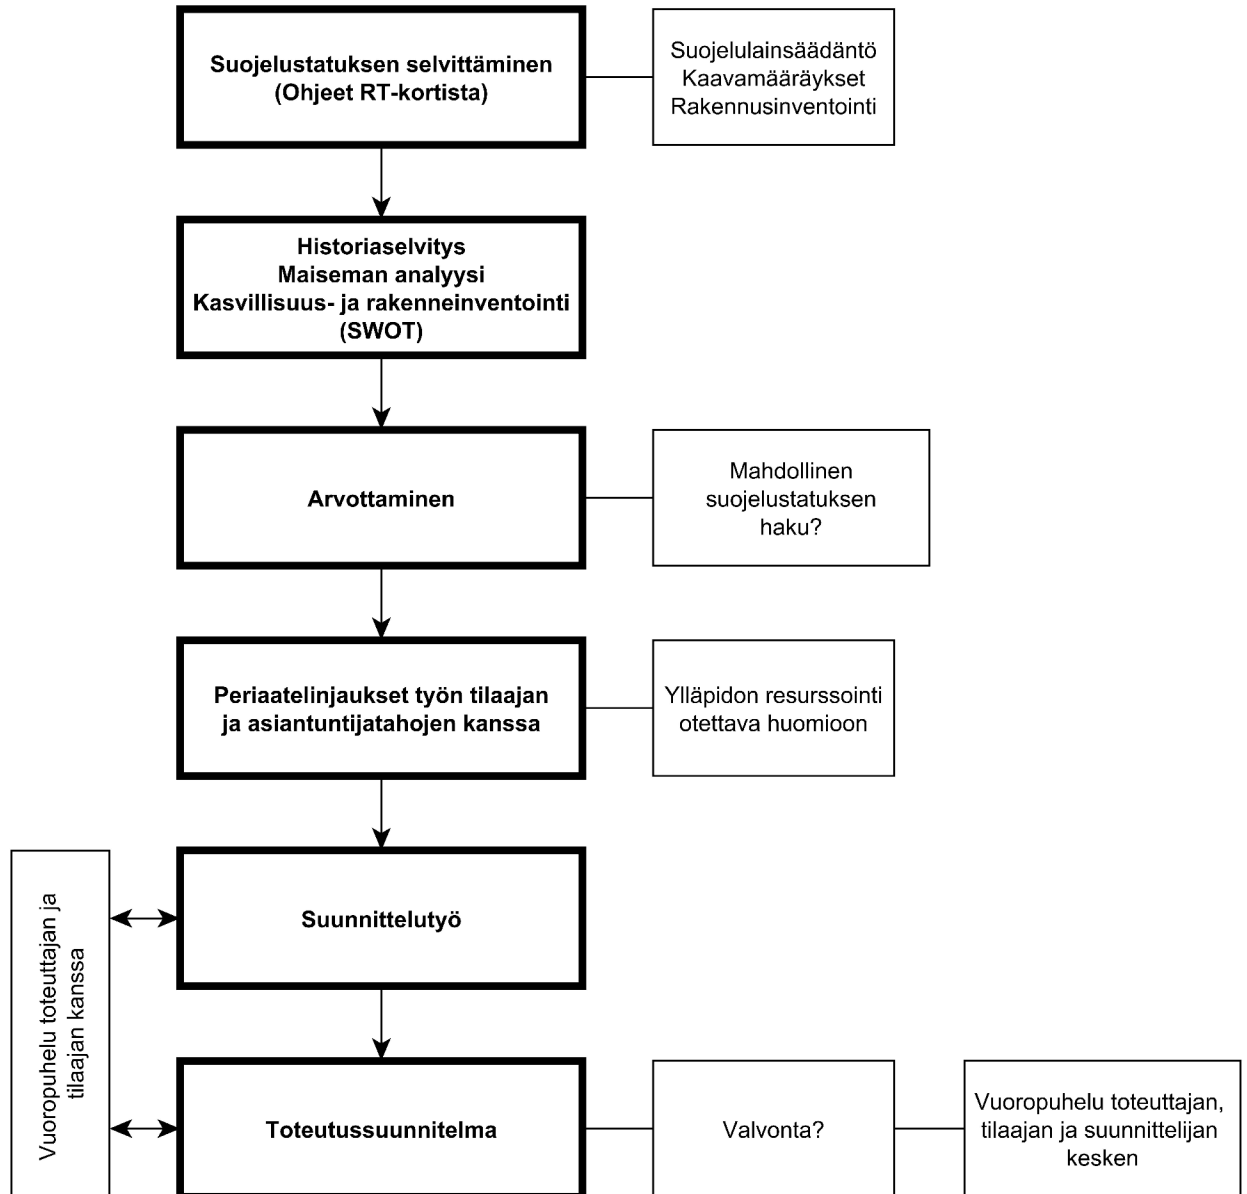 Suojelustatuksen selvittäminen
(Ohjeet RT-kortista)
Suojelulainsäädäntö
Kaavamääräykset
Rakennusinventointi
Historiaselvitys
Maiseman analyysi
Kasvillisuus- ja rakenneinventointi
(SWOT)
Arvottaminen
Mahdollinen
suojelustatuksen
haku?
Periaatelinjaukset työn tilaajan
ja asiantuntijatahojen kanssa
Ylläpidon resurssointi
otettava huomioon
Vuoropuhelu toteuttajan ja
tilaajan kanssa
Suunnittelutyö
Toteutussuunnitelma
Valvonta?
Vuoropuhelu toteuttajan,
tilaajan ja suunnittelijan
kesken